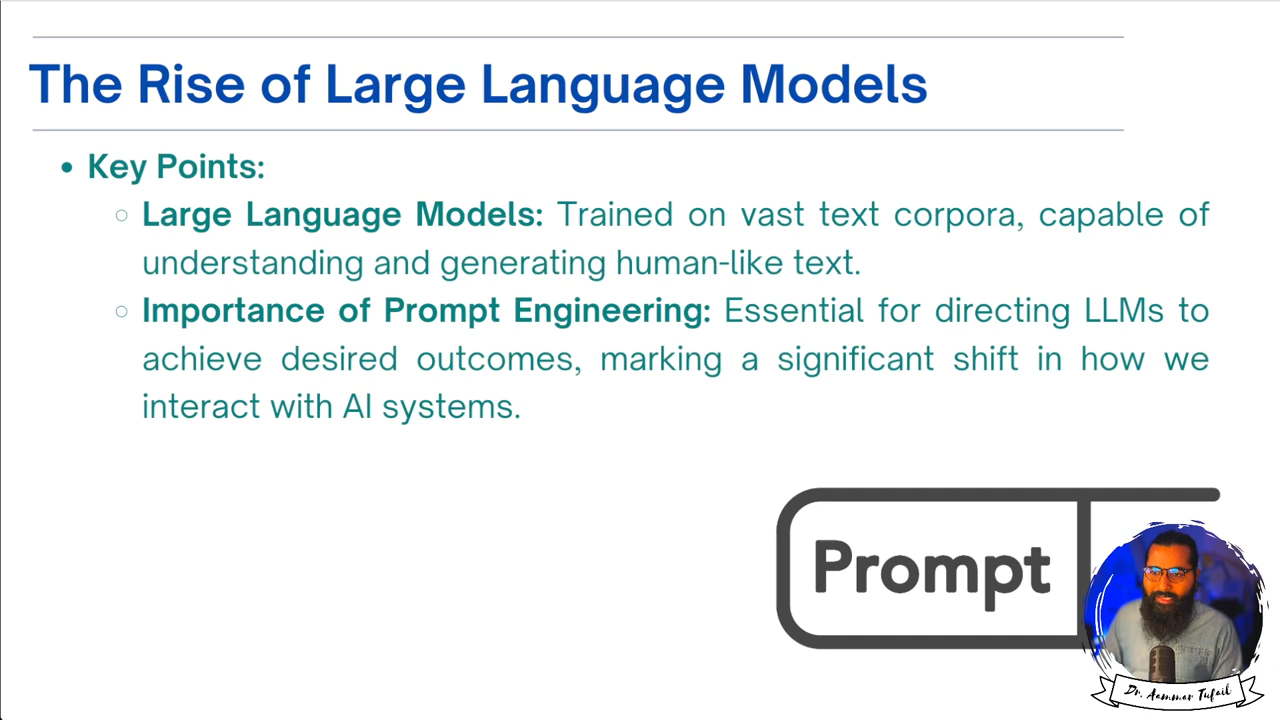 The Rise of Large Language Models
Key Points:
Large Language Models: Trained on vast text corpora, capable of
understanding and generating human-like text.
Importance of Prompt Engineering: Essential for directing LLMs to
achieve desired outcomes, marking a significant shift in how we
interact with AI systems.
Prompt
Dr. Aammar Tufail